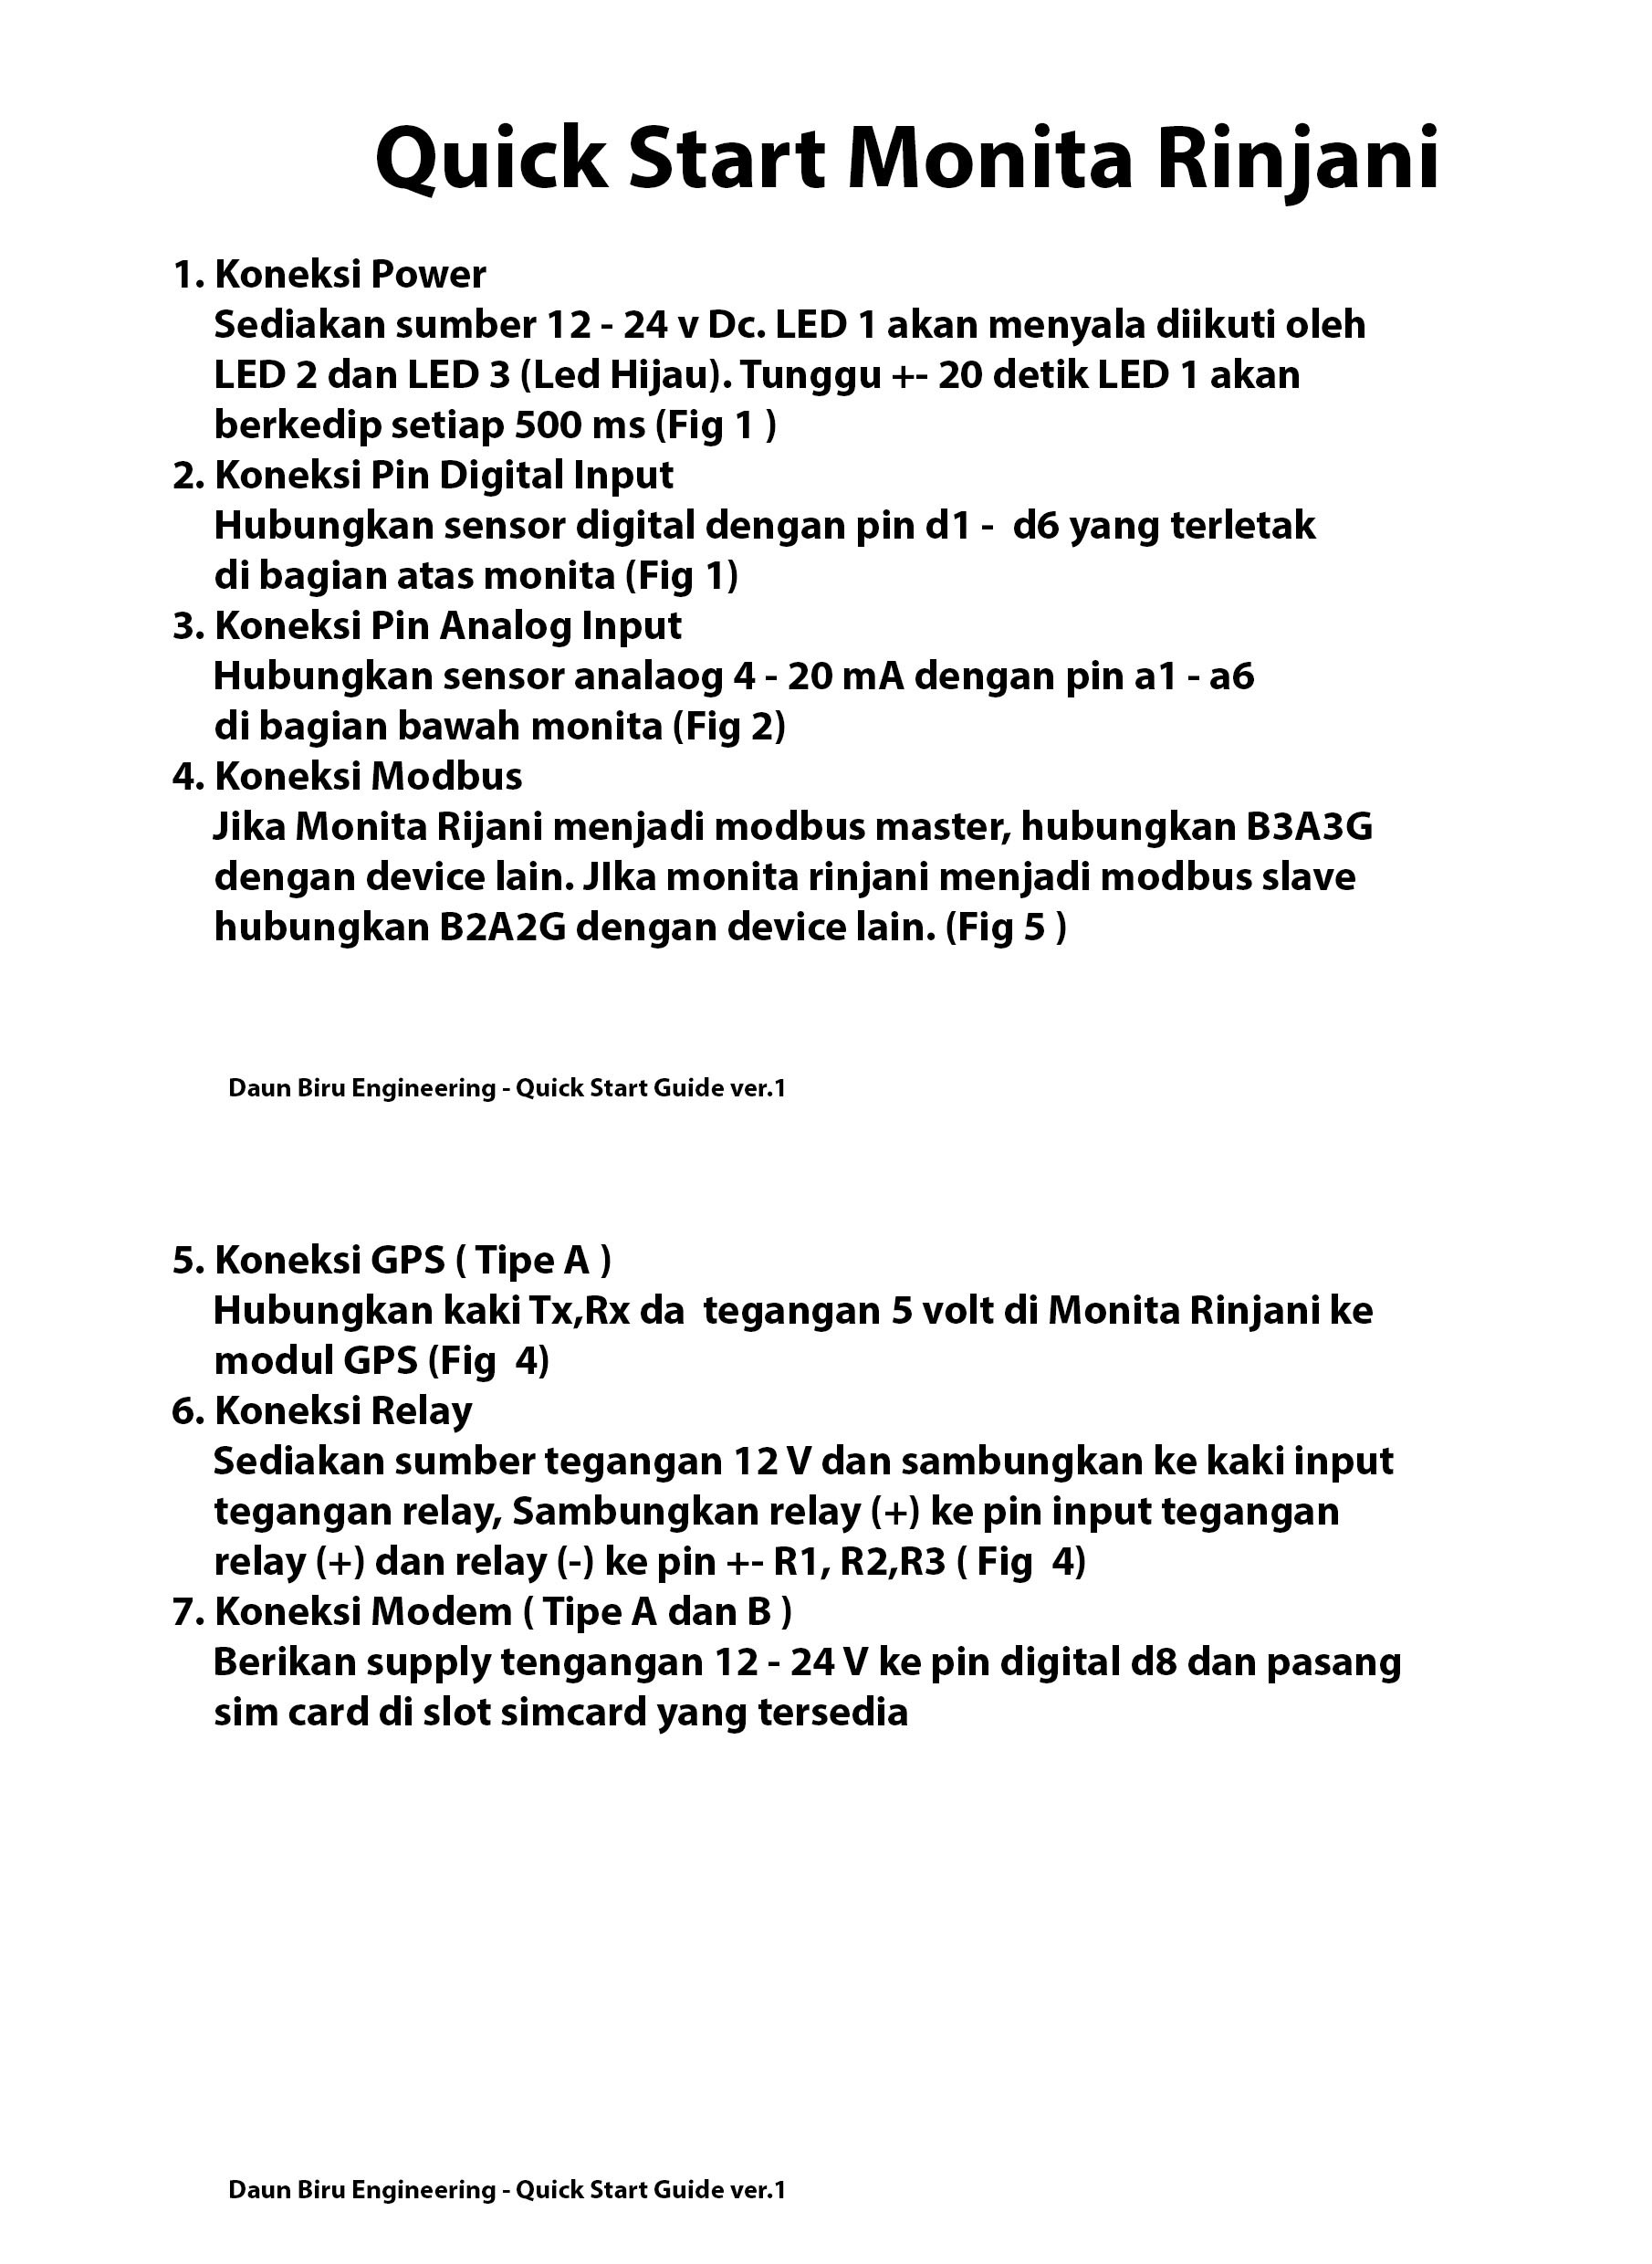 Quick Start Monita Rinjani
1. Koneksi Power
Sediakan sumber 12 - 24 v Dc. LED 1 akan menyala diikuti oleh
LED 2 dan LED 3 (Led Hijau). Tunggu +- 20 detik LED 1 akan
berkedip setiap 500 ms (Fig 1 )
2. Koneksi Pin Digital Input
Hubungkan sensor digital dengan pin d1 -  d6 yang terletak
di bagian atas monita (Fig 1)
3. Koneksi Pin Analog Input
Hubungkan sensor analaog 4 - 20 mA dengan pin a1 - a6
di bagian bawah monita (Fig 2)
4. Koneksi Modbus
Jika Monita Rijani menjadi modbus master, hubungkan B3A3G
dengan device lain. JIka monita rinjani menjadi modbus slave
hubungkan B2A2G dengan device lain. (Fig 5 )
Daun Biru Engineering - Quick Start Guide ver.1
5. Koneksi GPS ( Tipe A )
Hubungkan kaki Tx,Rx da  tegangan 5 volt di Monita Rinjani ke
modul GPS (Fig  4)
6. Koneksi Relay
Sediakan sumber tegangan 12 V dan sambungkan ke kaki input
tegangan relay, Sambungkan relay (+) ke pin input tegangan
relay (+) dan relay (-) ke pin +- R1, R2,R3 ( Fig  4)
7. Koneksi Modem ( Tipe A dan B )
Berikan supply tengangan 12 - 24 V ke pin digital d8 dan pasang
sim card di slot simcard yang tersedia
Daun Biru Engineering - Quick Start Guide ver.1